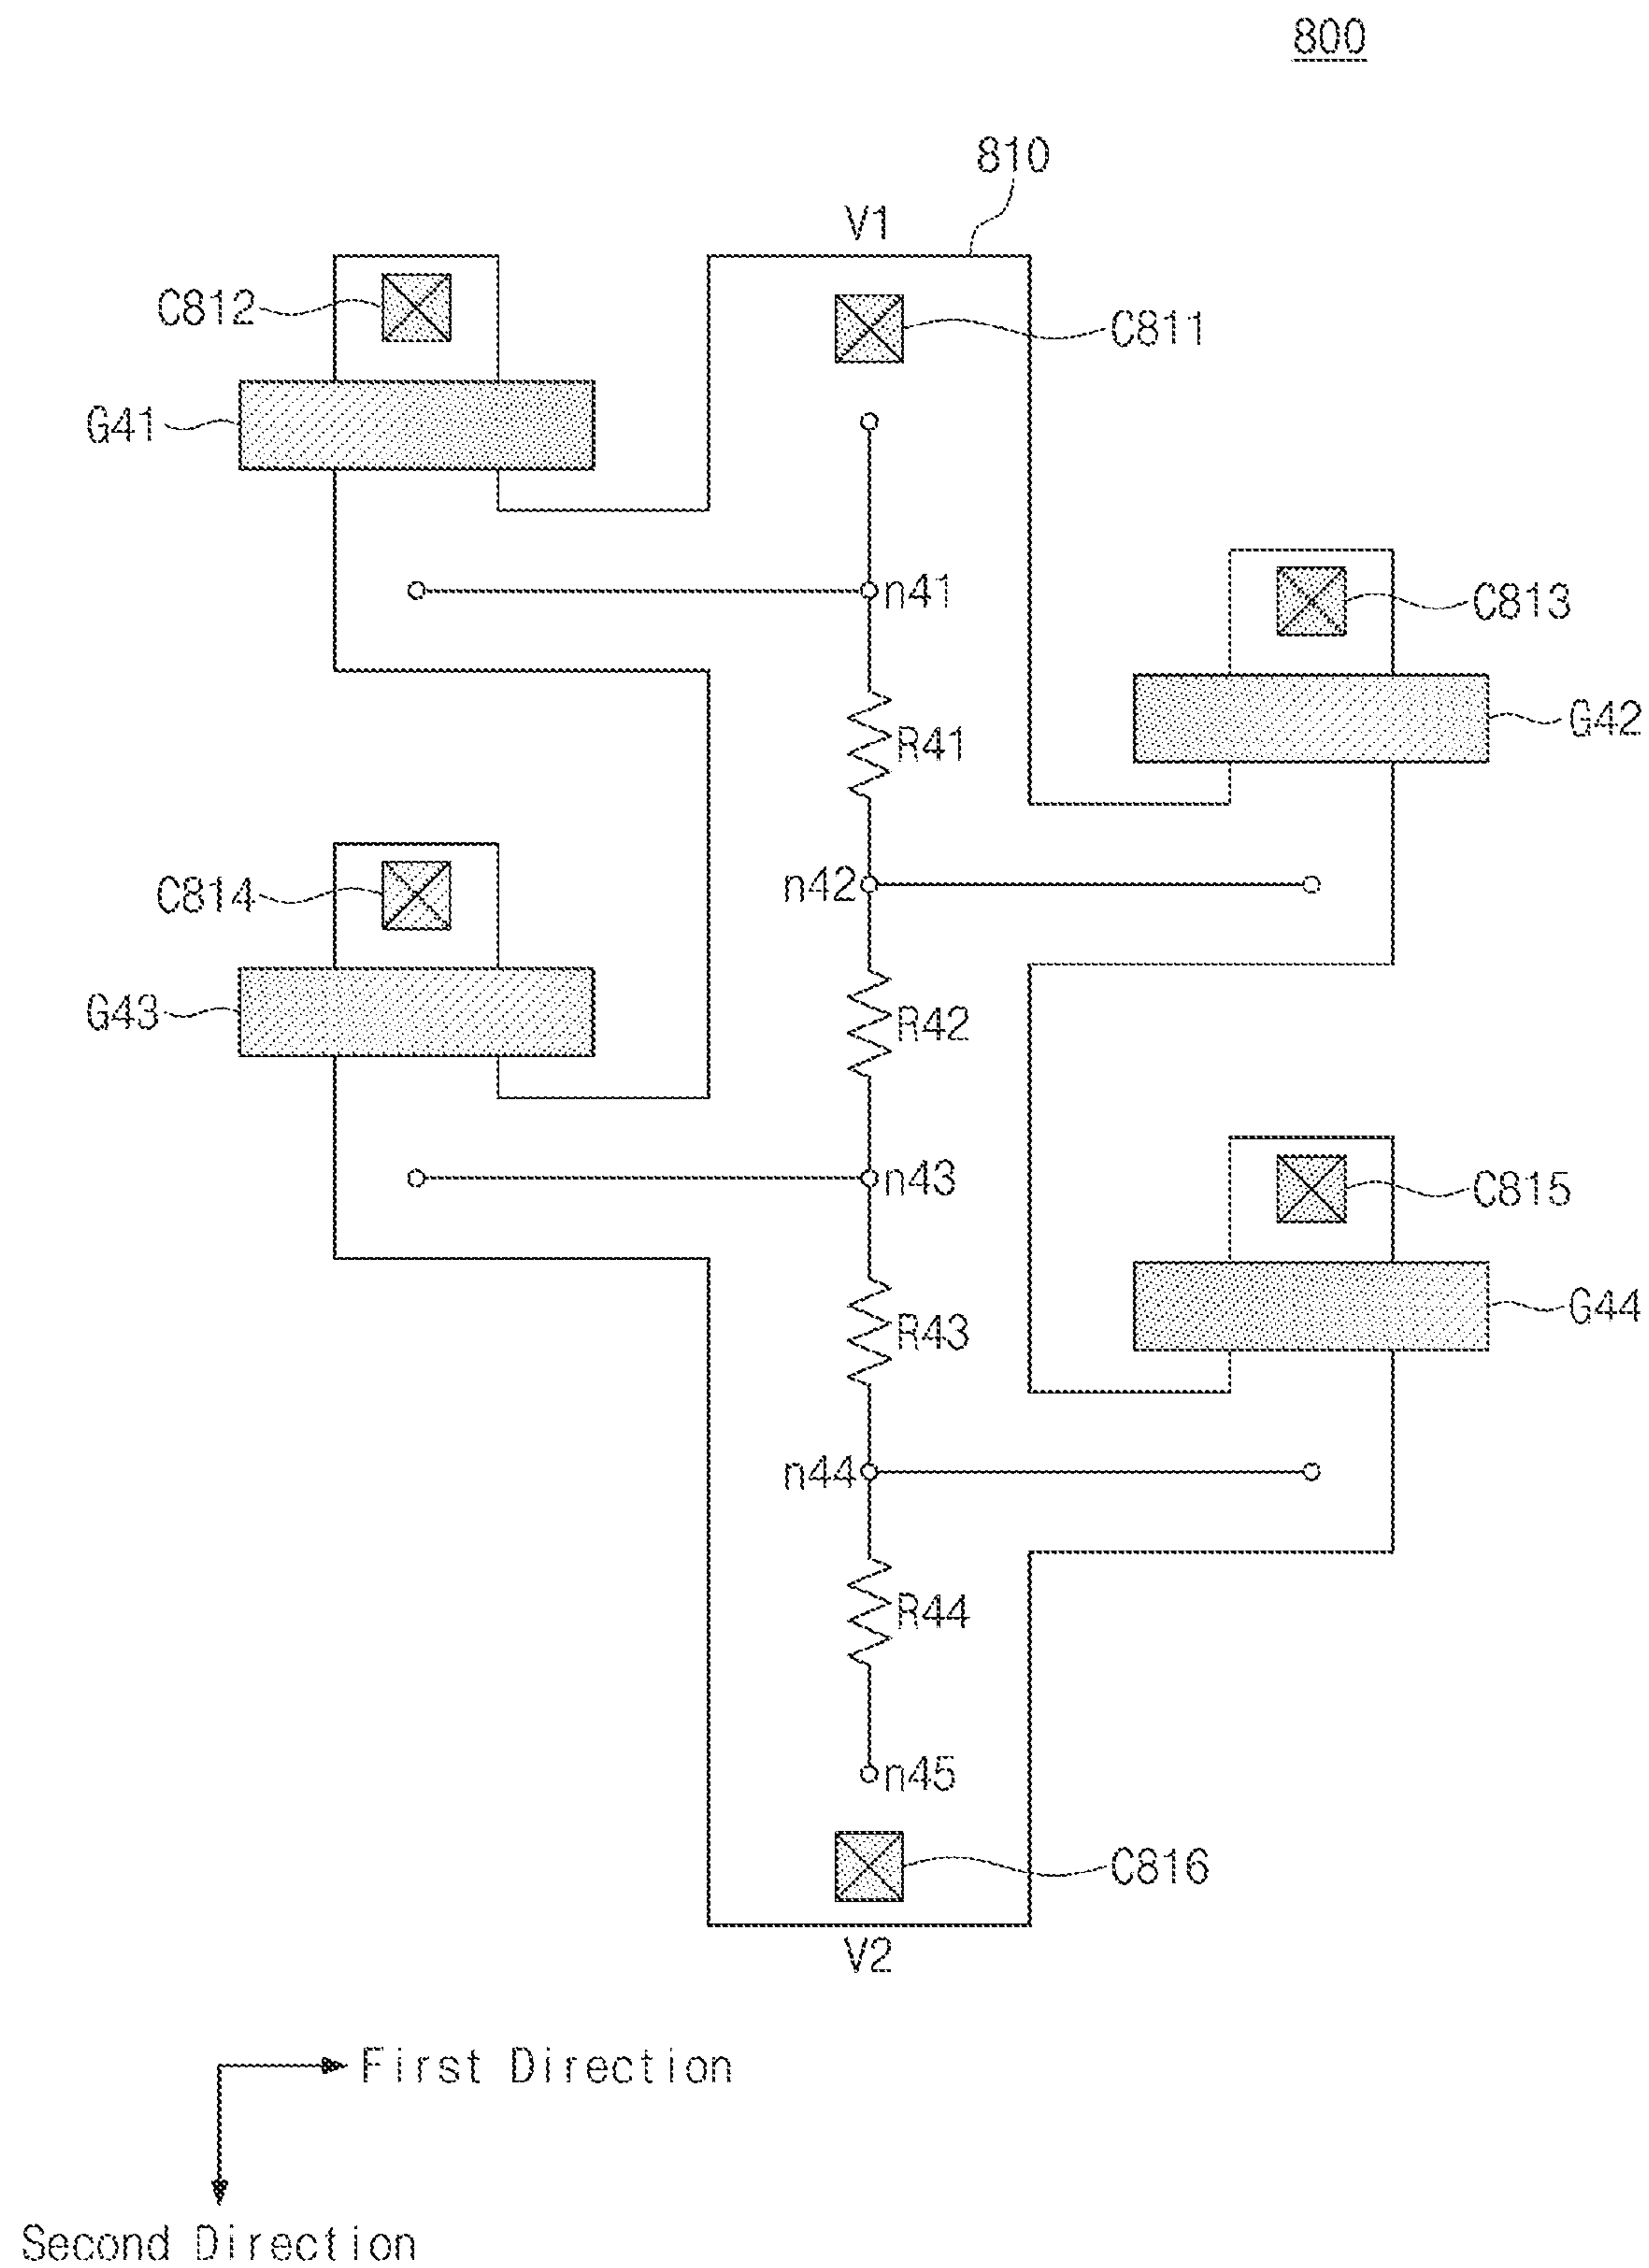 800
810
V1
C812
C811
G41
n41
C813
G42
R41
n42
C814
G43
R42
n43
C815
G44
R43
n44
R44
n45
C816
V2
First Direction
Second Direction